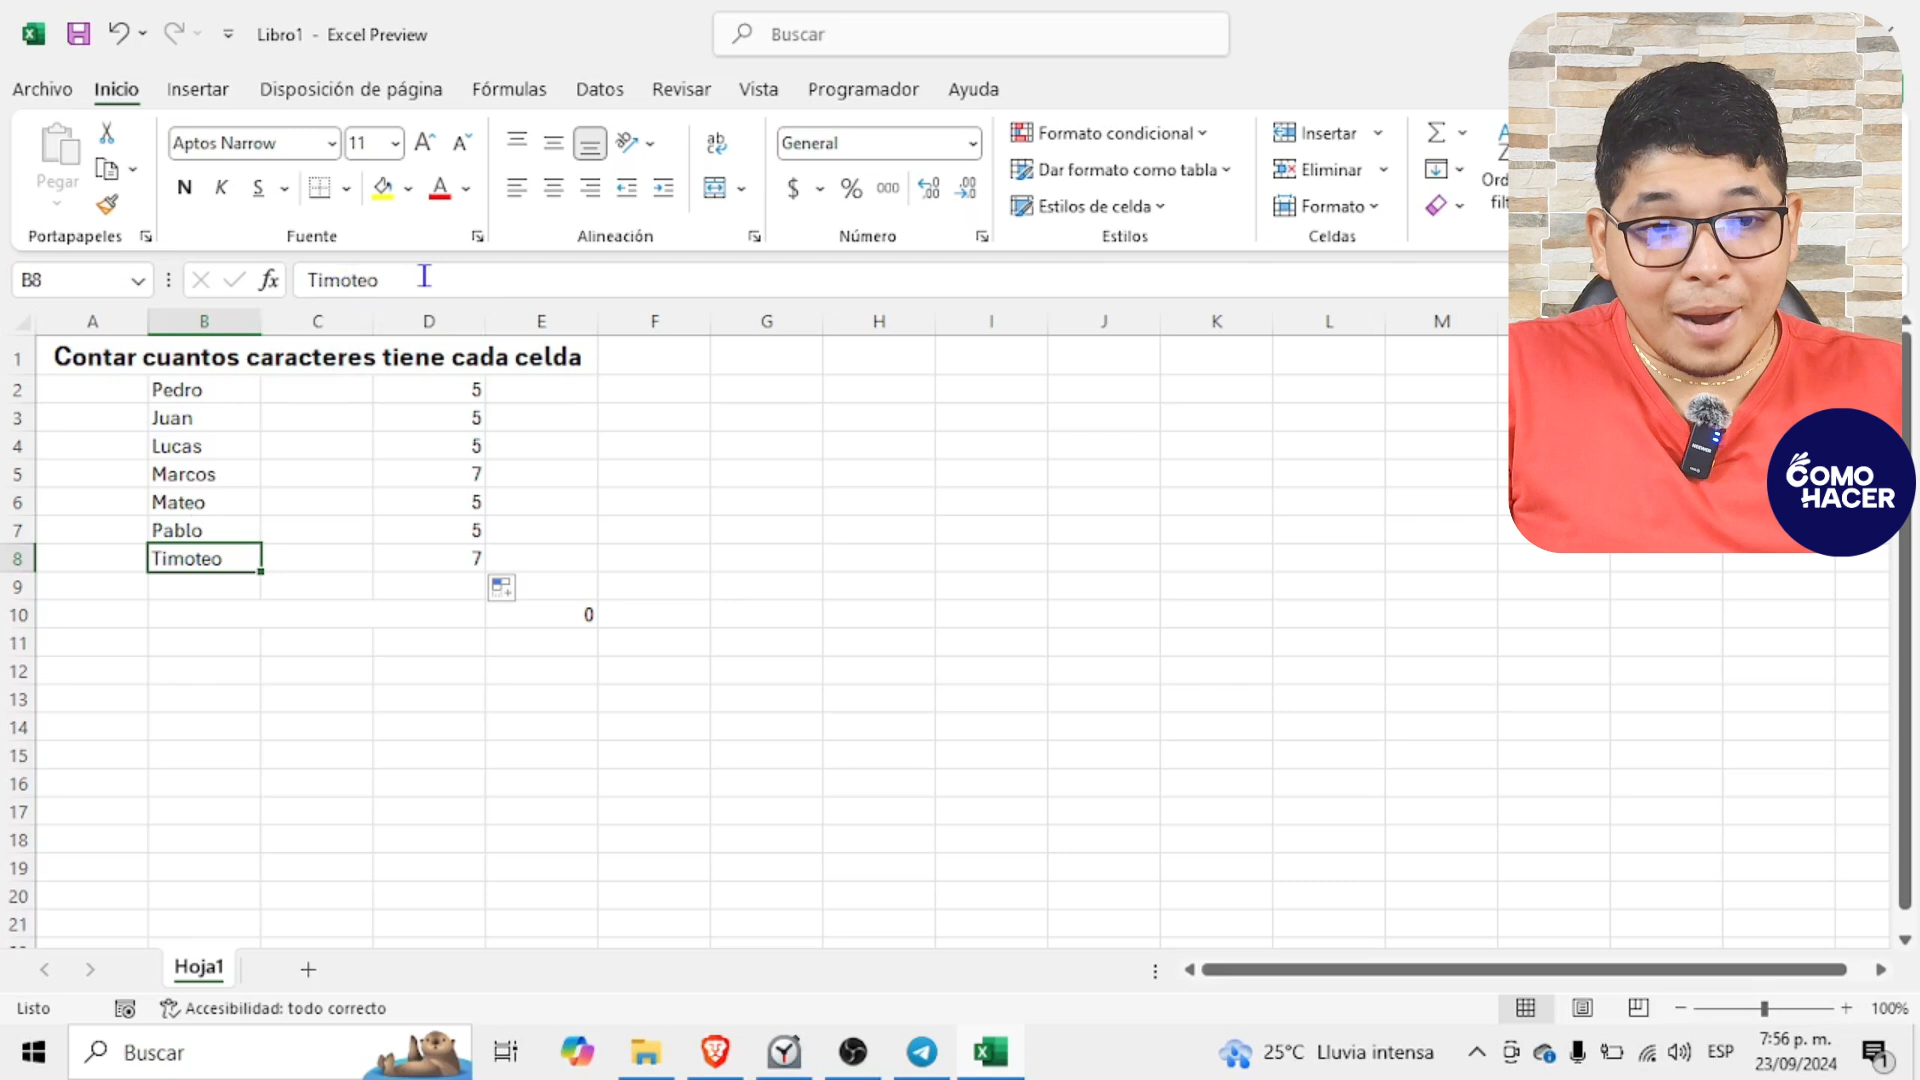 Libro1 - Excel Preview
Buscar
Archivo Inicio Insertar Disposición de página Fórmulas Datos Revisar Vista Programador Ayuda
Pegar
Aptos Narrow 11
N K S
ab
General
$ % 000
Formato condicional
Dar formato como tabla
Estilos de celda
Insertar
Eliminar
Formato
Portapapeles Fuente Alineación Número Estilos Celdas
B8 fx Timoteo
A B C D E F G H I J K L M
1 Contar cuantos caracteres tiene cada celda
2 Pedro 5
3 Juan 5
4 Lucas 5
5 Marcos 7
6 Mateo 5
7 Pablo 5
8 Timoteo 7
9
10 0
11
12
13
14
15
16
17
18
19
20
21
COMO
HACER
Hoja1
Listo Accesibilidad: todo correcto 100%
Buscar 25°C Lluvia intensa ESP 7:56 p. m.
23/09/2024
1